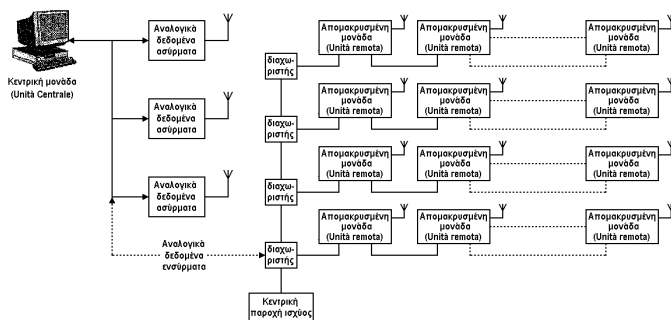 Κεντρική μονάδα
(Unità Centrale)
Αναλογικά
δεδομένα
ασύρματα
Αναλογικά
δεδομένα
ασύρματα
Αναλογικά
δεδομένα
ασύρματα
Αναλογικά
δεδομένα
ενσύρματα
διαχω-
ριστής
Απομακρυσμένη
μονάδα
(Unità remota)
Απομακρυσμένη
μονάδα
(Unità remota)
Απομακρυσμένη
μονάδα
(Unità remota)
διαχω-
ριστής
Απομακρυσμένη
μονάδα
(Unità remota)
Απομακρυσμένη
μονάδα
(Unità remota)
Απομακρυσμένη
μονάδα
(Unità remota)
διαχω-
ριστής
Απομακρυσμένη
μονάδα
(Unità remota)
Απομακρυσμένη
μονάδα
(Unità remota)
Απομακρυσμένη
μονάδα
(Unità remota)
διαχω-
ριστής
Απομακρυσμένη
μονάδα
(Unità remota)
Απομακρυσμένη
μονάδα
(Unità remota)
Απομακρυσμένη
μονάδα
(Unità remota)
Κεντρική
παροχή ισχύος